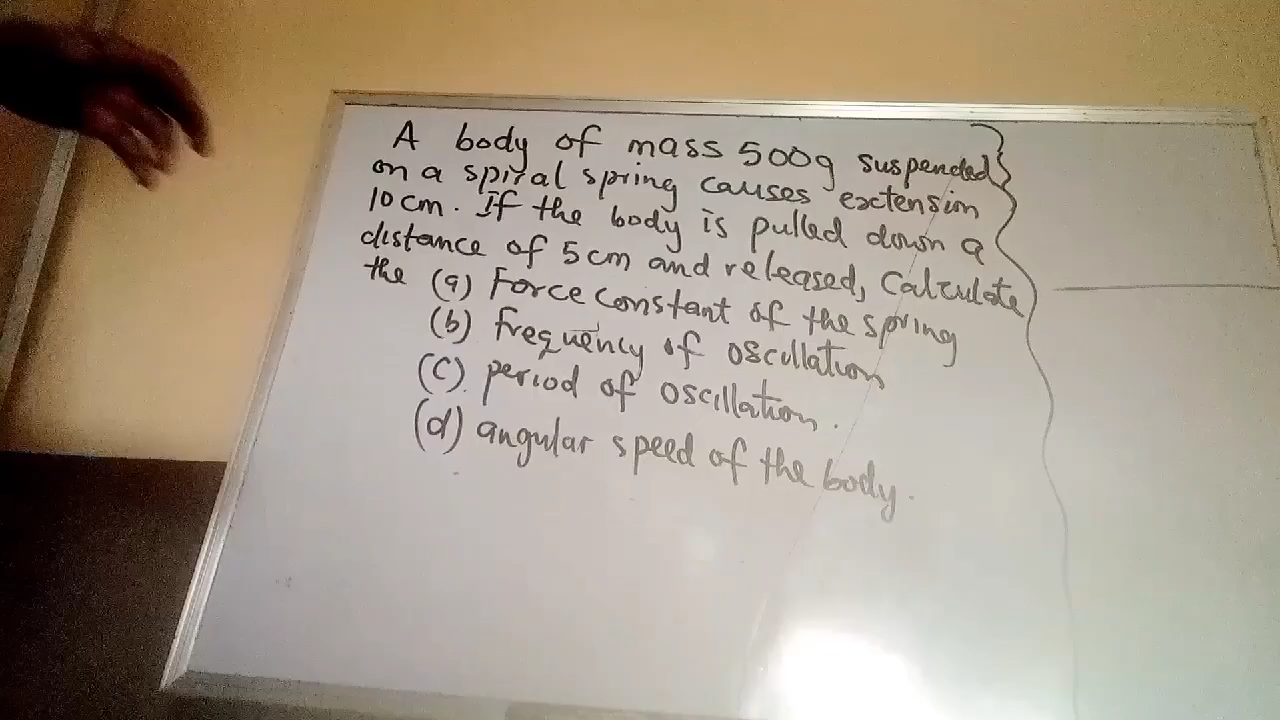 A body of mass 500g suspended
on a spiral spring causes extension
10cm. If the body is pulled down a
distance of 5cm and released, Calculate
the (a) Force constant of the spring
(b) frequency of oscillation
(c) period of oscillation.
(d) angular speed of the body.